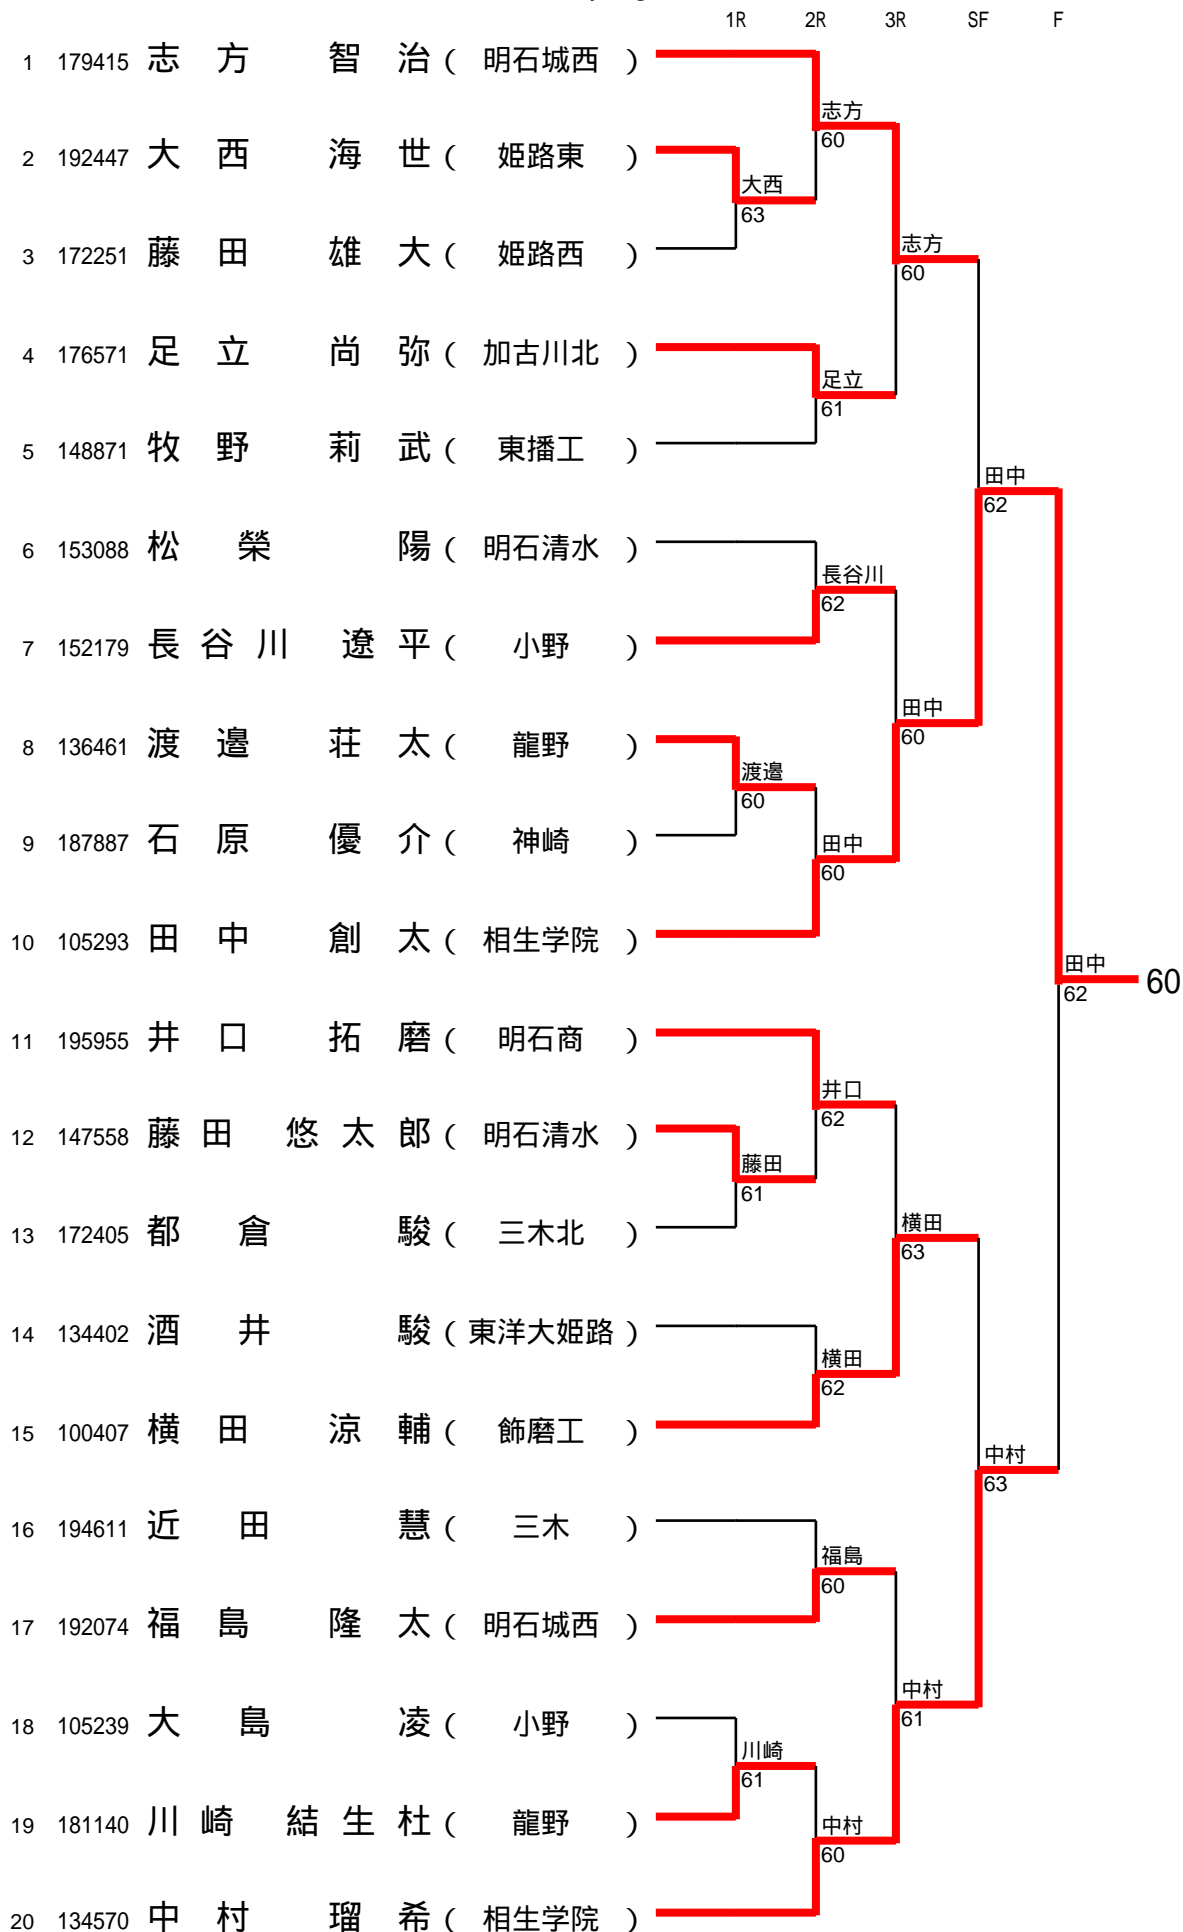 1R 2R 3R SF F
1 179415 志方 智治 ( 明石城西 )
志方
60
2 192447 大西 海世 ( 姫路東 )
大西
63
3 172251 藤田 雄大 ( 姫路西 )
志方
60
4 176571 足立 尚弥 ( 加古川北 )
足立
61
5 148871 牧野 莉武 ( 東播工 )
田中
62
6 153088 松榮 陽 ( 明石清水 )
長谷川
62
7 152179 長谷川 遼平 ( 小野 )
田中
60
8 136461 渡邉 荘太 ( 龍野 )
渡邉
60
9 187887 石原 優介 ( 神崎 )
田中
60
10 105293 田中 創太 ( 相生学院 )
田中
62
60
11 195955 井口 拓磨 ( 明石商 )
井口
62
12 147558 藤田 悠太郎 ( 明石清水 )
藤田
61
13 172405 都倉 駿 ( 三木北 )
横田
63
14 134402 酒井 駿 ( 東洋大姫路 )
横田
62
15 100407 横田 涼輔 ( 飾磨工 )
中村
63
16 194611 近田 慧 ( 三木 )
福島
60
17 192074 福島 隆太 ( 明石城西 )
中村
61
18 105239 大島 凌 ( 小野 )
川崎
61
19 181140 川崎 結生杜 ( 龍野 )
中村
60
20 134570 中村 瑠希 ( 相生学院 )